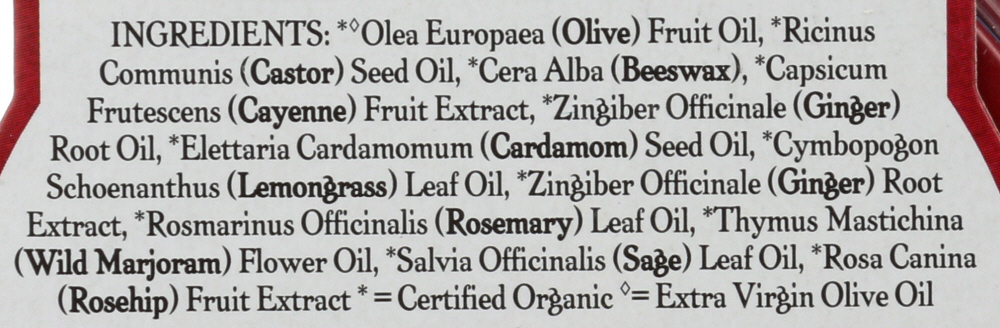 INGREDIENTS: *◊Olea Europaea (Olive) Fruit Oil, *Ricinus
Communis (Castor) Seed Oil, *Cera Alba (Beeswax), *Capsicum
Frutescens (Cayenne) Fruit Extract, *Zingiber Officinale (Ginger)
Root Oil, *Elettaria Cardamomum (Cardamom) Seed Oil, *Cymbopogon
Schoenanthus (Lemongrass) Leaf Oil, *Zingiber Officinale (Ginger) Root
Extract, *Rosmarinus Officinalis (Rosemary) Leaf Oil, *Thymus Mastichina
(Wild Marjoram) Flower Oil, *Salvia Officinalis (Sage) Leaf Oil, *Rosa Canina
(Rosehip) Fruit Extract * = Certified Organic ◊= Extra Virgin Olive Oil